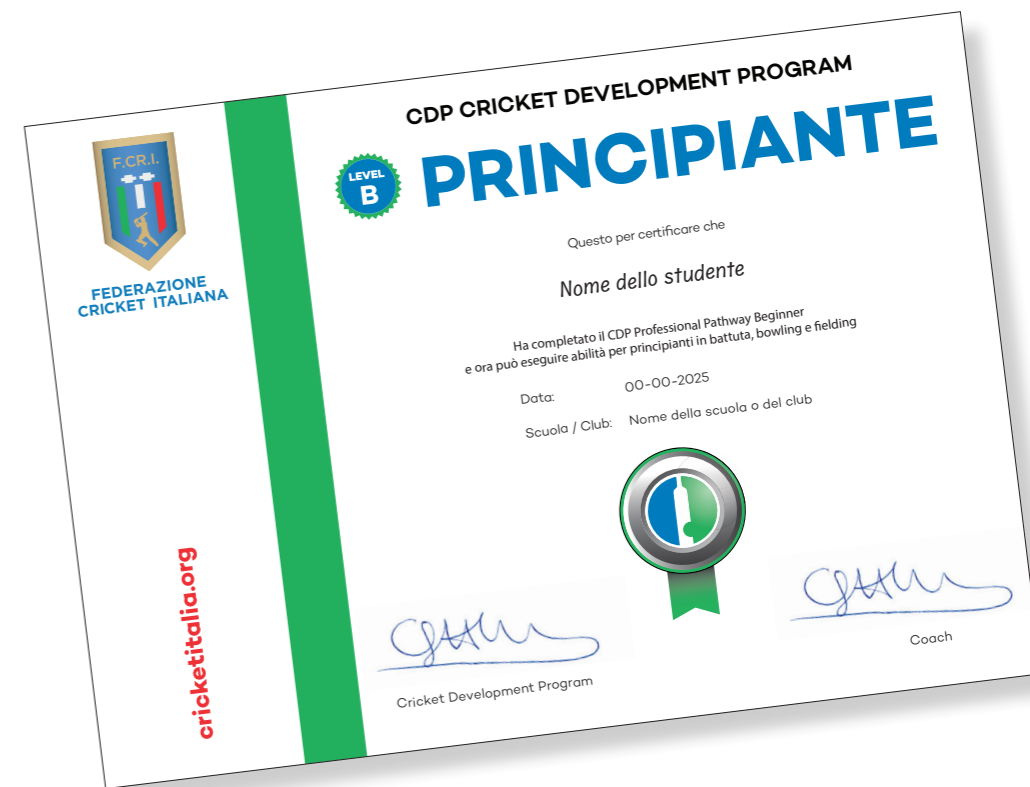 CDP CRICKET DEVELOPMENT PROGRAM
LEVEL
B
PRINCIPIANTE
F.CR.I.
FEDERAZIONE
CRICKET ITALIANA
Questo per certificare che
Nome dello studente
Ha completato il CDP Professional Pathway Beginner
e ora può eseguire abilità per principianti in battuta, bowling e fielding
Data: 00-00-2025
Scuola / Club: Nome della scuola o del club
cricketitalia.org
Cricket Development Program
Coach